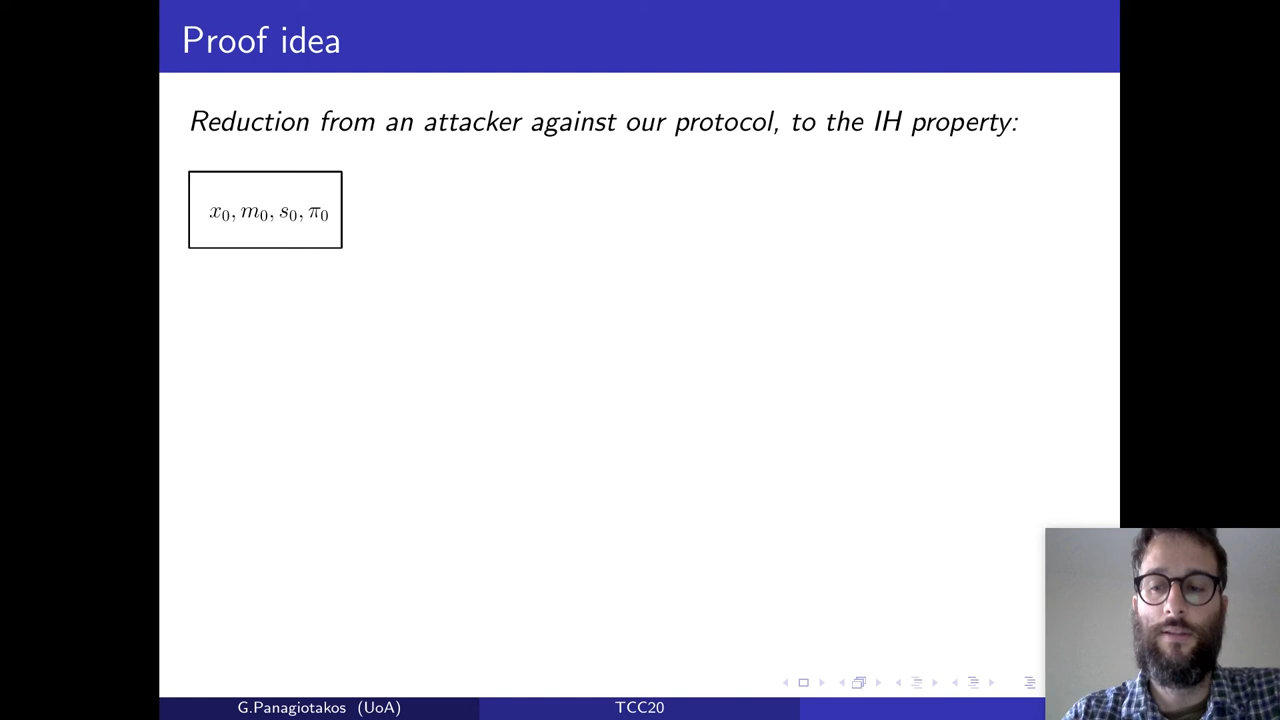 Proof idea
Reduction from an attacker against our protocol, to the IH property:
x₀, m₀, s₀, π₀
G.Panagiotakos (UoA)
TCC20